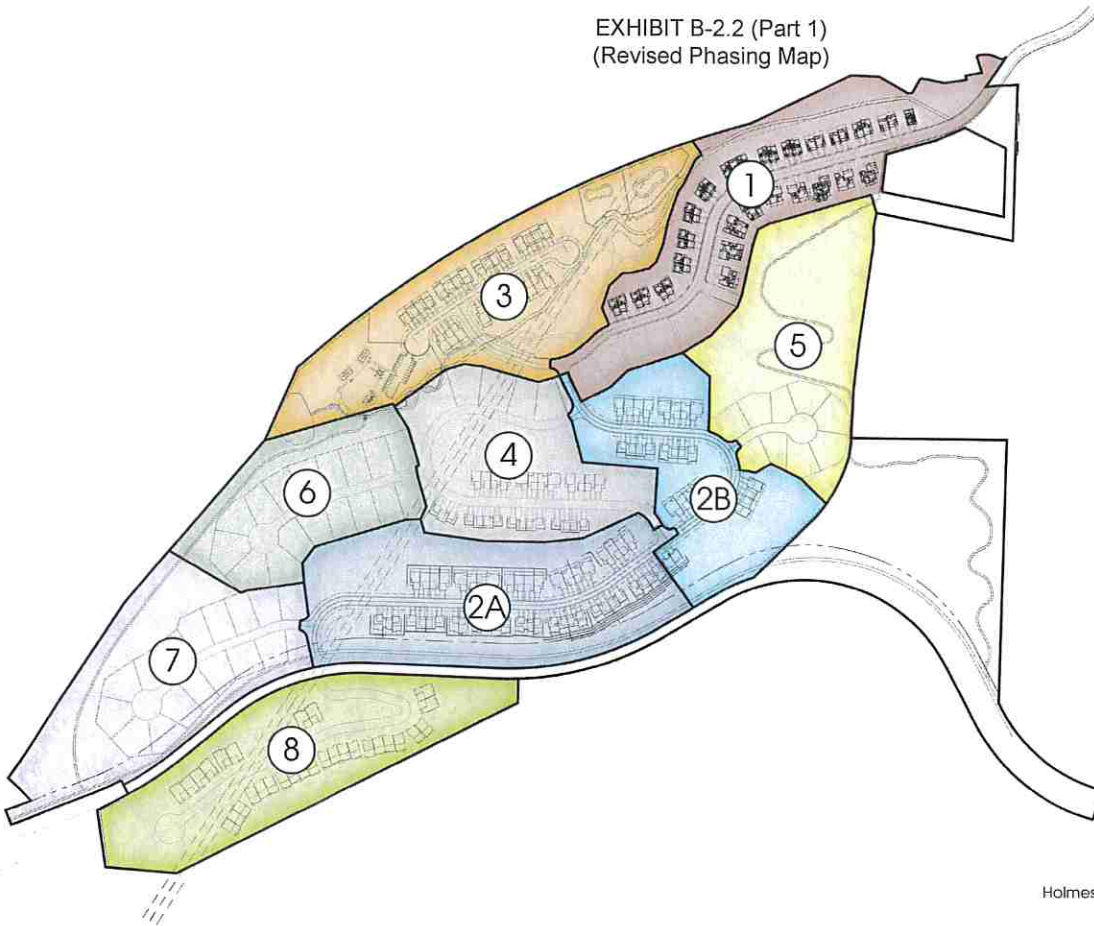 EXHIBIT B-2.2 (Part 1)
(Revised Phasing Map)
1
3
5
4
6
2B
2A
7
8
Holmes